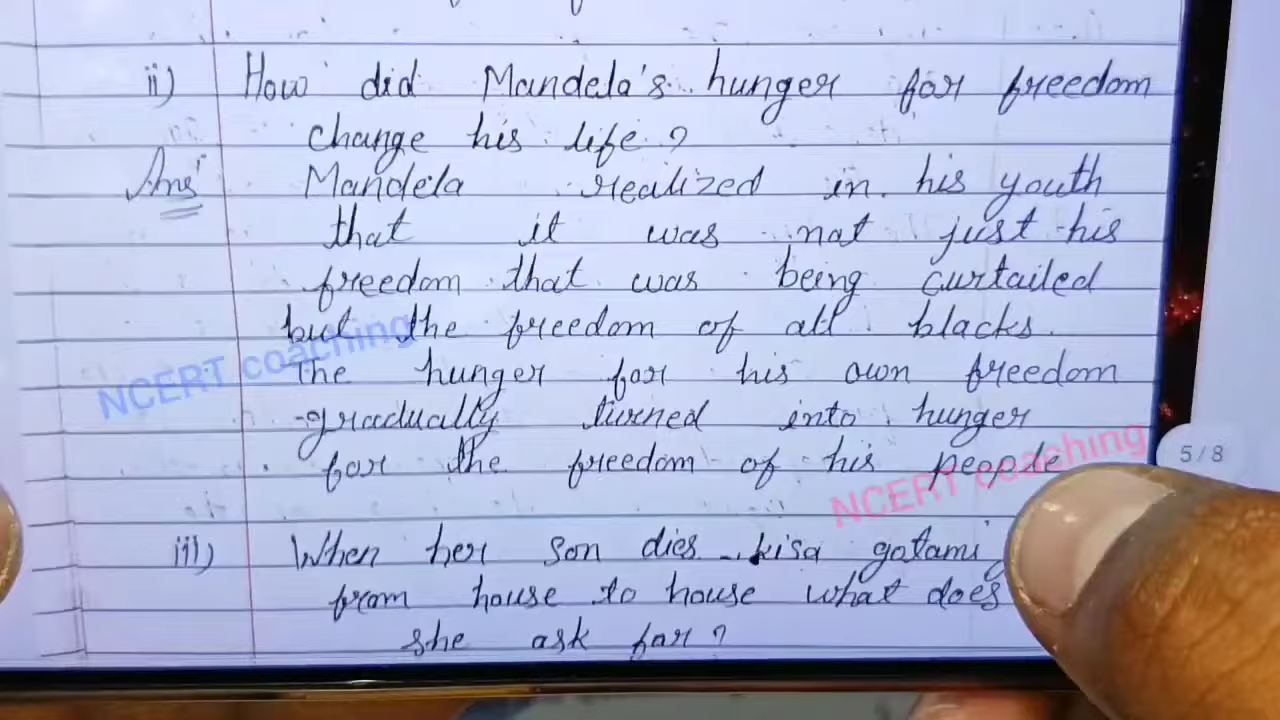 ii) How did Mandela's hunger for freedom
change his life?
Ans Mandela realized in his youth
that it was not just his
freedom that was being curtailed
but the freedom of all blacks.
The hunger for his own freedom
gradually turned into hunger
for the freedom of his people
NCERT coaching
NCERT coaching
5/8
iii) When her son dies kisa gotami
from house to house what does
she ask for?